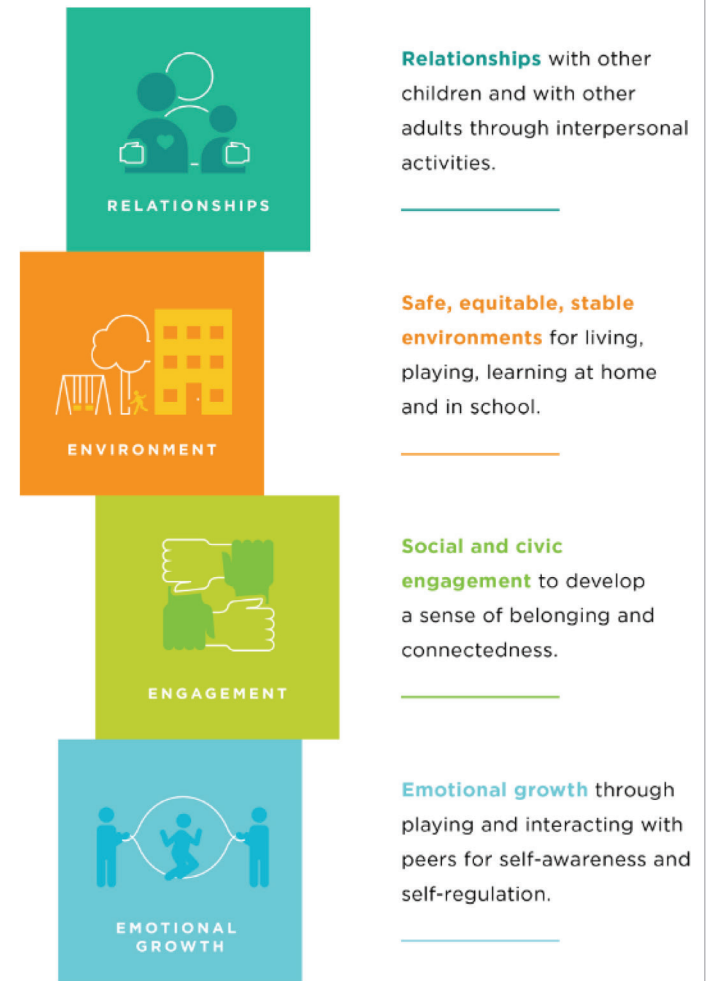 RELATIONSHIPS
Relationships with other
children and with other
adults through interpersonal
activities.
ENVIRONMENT
Safe, equitable, stable
environments for living,
playing, learning at home
and in school.
ENGAGEMENT
Social and civic
engagement to develop
a sense of belonging and
connectedness.
EMOTIONAL
GROWTH
Emotional growth through
playing and interacting with
peers for self-awareness and
self-regulation.